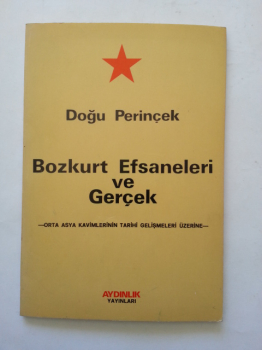 Doğu Perinçek
Bozkurt Efsaneleri
ve
Gerçek
—ORTA ASYA KAVİMLERİNİN TARİHİ GELİŞMELERİ ÜZERİNE—
AYDINLIK
YAYINLARI